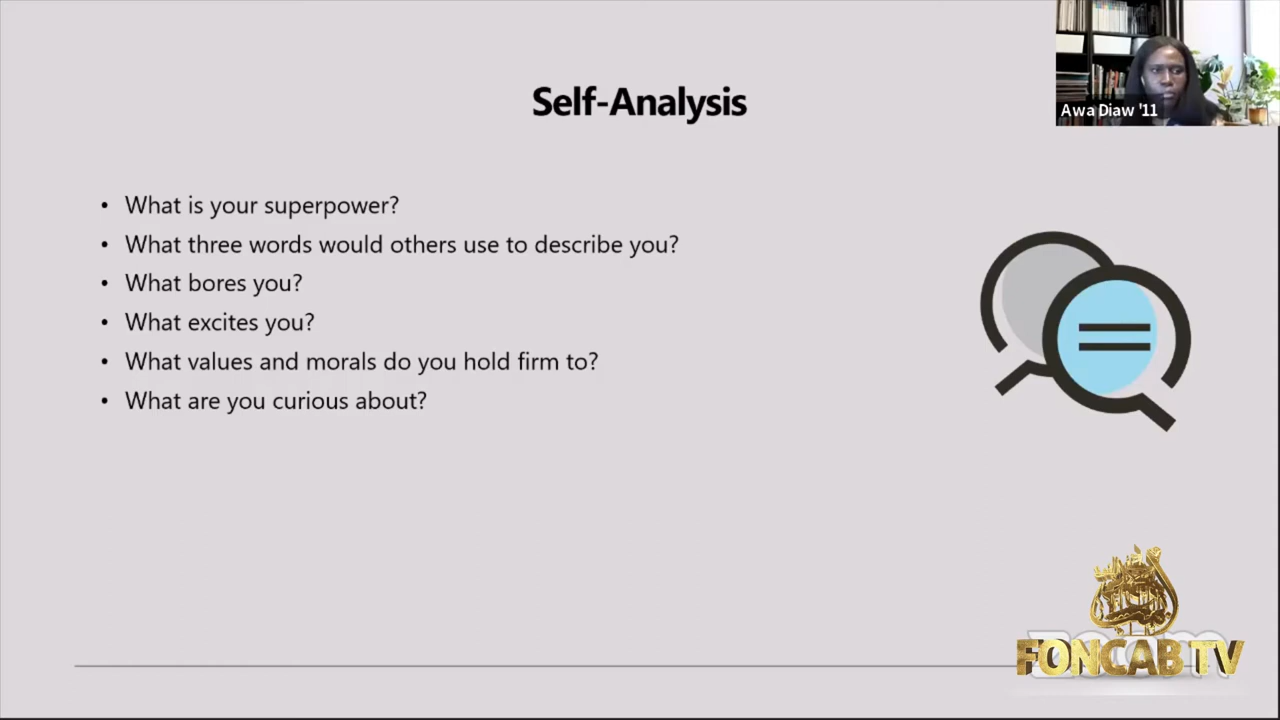 Self-Analysis
Awa Diaw '11
• What is your superpower?
• What three words would others use to describe you?
• What bores you?
• What excites you?
• What values and morals do you hold firm to?
• What are you curious about?
zoom
FONCAB TV